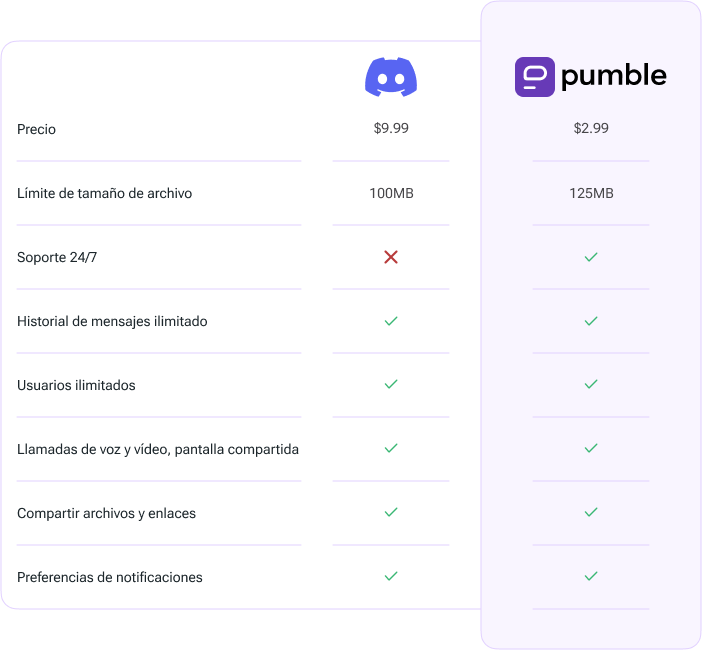 pumble
Precio $9.99 $2.99
Límite de tamaño de archivo 100MB 125MB
Soporte 24/7
Historial de mensajes ilimitado
Usuarios ilimitados
Llamadas de voz y vídeo, pantalla compartida
Compartir archivos y enlaces
Preferencias de notificaciones